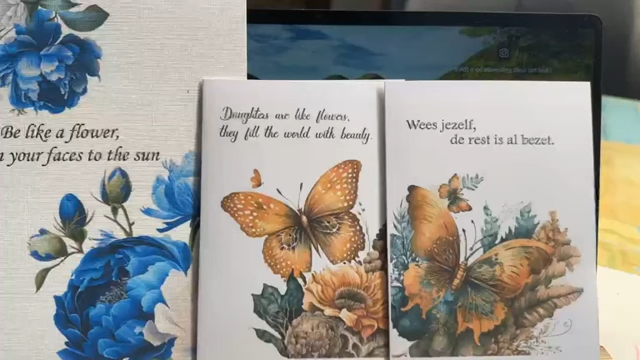 Be like a flower,
your faces to the sun
Daughters are like flowers,
they fill the world with beauty.
Wees jezelf,
de rest is al bezet.